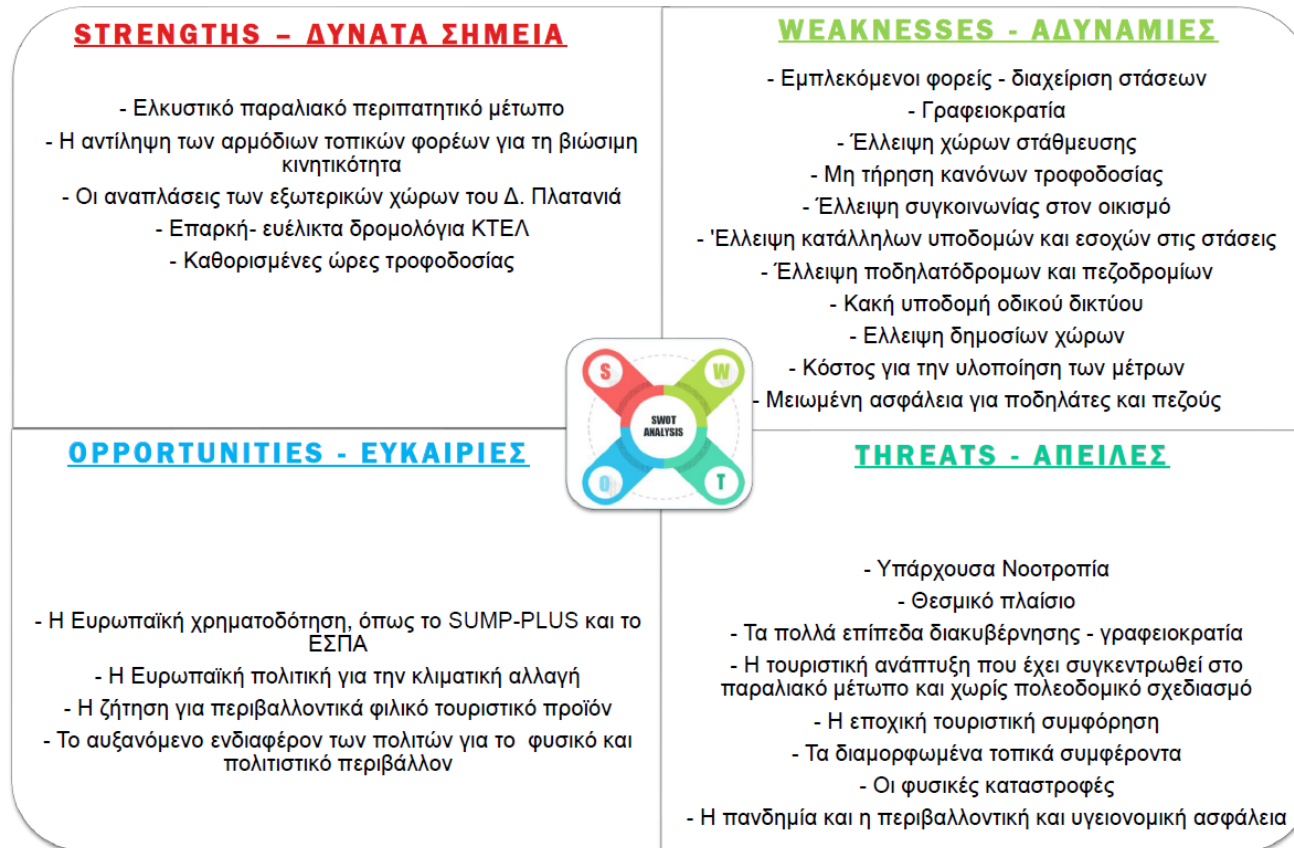 STRENGTHS – ΔΥΝΑΤΑ ΣΗΜΕΙΑ
- Ελκυστικό παραλιακό περιπατητικό μέτωπο
- Η αντίληψη των αρμόδιων τοπικών φορέων για τη βιώσιμη
κινητικότητα
- Οι αναπλάσεις των εξωτερικών χώρων του Δ. Πλατανιά
- Επαρκή- ευέλικτα δρομολόγια ΚΤΕΛ
- Καθορισμένες ώρες τροφοδοσίας
WEAKNESSES - ΑΔΥΝΑΜΙΕΣ
- Εμπλεκόμενοι φορείς - διαχείριση στάσεων
- Γραφειοκρατία
- Έλλειψη χώρων στάθμευσης
- Μη τήρηση κανόνων τροφοδοσίας
- Έλλειψη συγκοινωνίας στον οικισμό
- 'Ελλειψη κατάλληλων υποδομών και εσοχών στις στάσεις
- Έλλειψη ποδηλατόδρομων και πεζοδρομίων
- Κακή υποδομή οδικού δικτύου
- Ελλειψη δημοσίων χώρων
- Κόστος για την υλοποίηση των μέτρων
- Μειωμένη ασφάλεια για ποδηλάτες και πεζούς
S
W
SWOT
ANALYSIS
O
T
OPPORTUNITIES - ΕΥΚΑΙΡΙΕΣ
- Η Ευρωπαϊκή χρηματοδότηση, όπως το SUMP-PLUS και το
ΕΣΠΑ
- Η Ευρωπαϊκή πολιτική για την κλιματική αλλαγή
- Η ζήτηση για περιβαλλοντικά φιλικό τουριστικό προϊόν
- Το αυξανόμενο ενδιαφέρον των πολιτών για το φυσικό και
πολιτιστικό περιβάλλον
THREATS - ΑΠΕΙΛΕΣ
- Υπάρχουσα Νοοτροπία
- Θεσμικό πλαίσιο
- Τα πολλά επίπεδα διακυβέρνησης - γραφειοκρατία
- Η τουριστική ανάπτυξη που έχει συγκεντρωθεί στο
παραλιακό μέτωπο και χωρίς πολεοδομικό σχεδιασμό
- Η εποχική τουριστική συμφόρηση
- Τα διαμορφωμένα τοπικά συμφέροντα
- Οι φυσικές καταστροφές
- Η πανδημία και η περιβαλλοντική και υγειονομική ασφάλεια